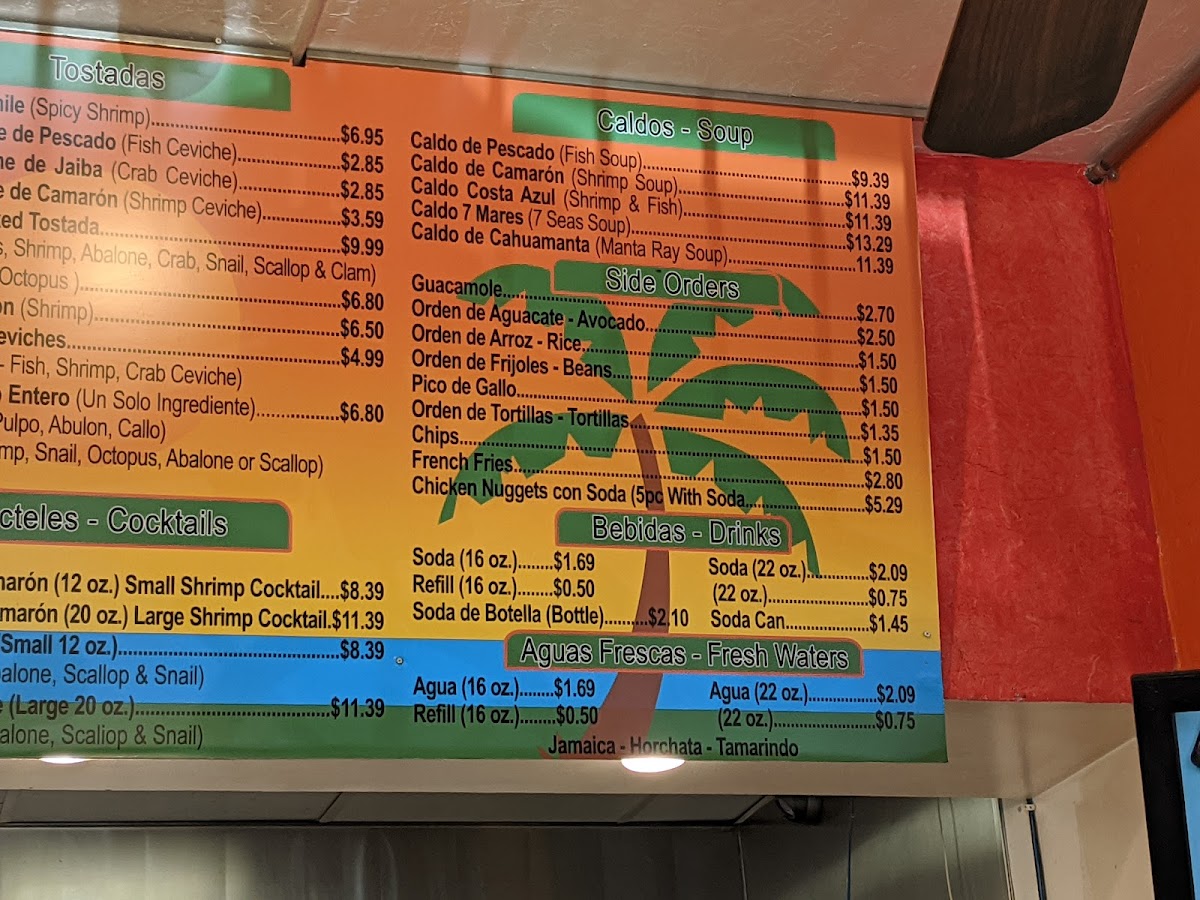 Tostadas
hile (Spicy Shrimp)....$6.95
e de Pescado (Fish Ceviche)....$2.85
he de Jaiba (Crab Ceviche)....$2.85
e de Camarón (Shrimp Ceviche)....$3.59
ked Tostada....$9.99
s, Shrimp, Abalone, Crab, Snail, Scallop & Clam)
Octopus )....$6.80
on (Shrimp)....$6.50
eviches....$4.99
- Fish, Shrimp, Crab Ceviche)
o Entero (Un Solo Ingrediente)....$6.80
Pulpo, Abulon, Callo)
mp, Snail, Octopus, Abalone or Scallop)
cteles - Cocktails
marón (12 oz.) Small Shrimp Cocktail....$8.39
marón (20 oz.) Large Shrimp Cocktail.$11.39
(Small 12 oz.)....$8.39
balone, Scallop & Snail)
e (Large 20 oz.)....$11.39
alone, Scaliop & Snail)
Caldos - Soup
Caldo de Pescado (Fish Soup)....$9.39
Caldo de Camarón (Shrimp Soup)....$11.39
Caldo Costa Azul (Shrimp & Fish)....$11.39
Caldo 7 Mares (7 Seas Soup)....$13.29
Caldo de Cahuamanta (Manta Ray Soup)....11.39
Side Orders
Guacamole....$2.70
Orden de Aguacate - Avocado....$2.50
Orden de Arroz - Rice....$1.50
Orden de Frijoles - Beans....$1.50
Pico de Gallo....$1.50
Orden de Tortillas - Tortillas....$1.35
Chips....$1.50
French Fries....$2.80
Chicken Nuggets con Soda (5pc With Soda....$5.29
Bebidas - Drinks
Soda (16 oz.)........$1.69 Soda (22 oz.)....$2.09
Refill (16 oz.)........$0.50 (22 oz.)....$0.75
Soda de Botella (Bottle)..........$2.10 Soda Can....$1.45
Aguas Frescas - Fresh Waters
Agua (16 oz.)........$1.69 Agua (22 oz.)....$2.09
Refill (16 oz.)........$0.50 (22 oz.)....$0.75
Jamaica - Horchata - Tamarindo